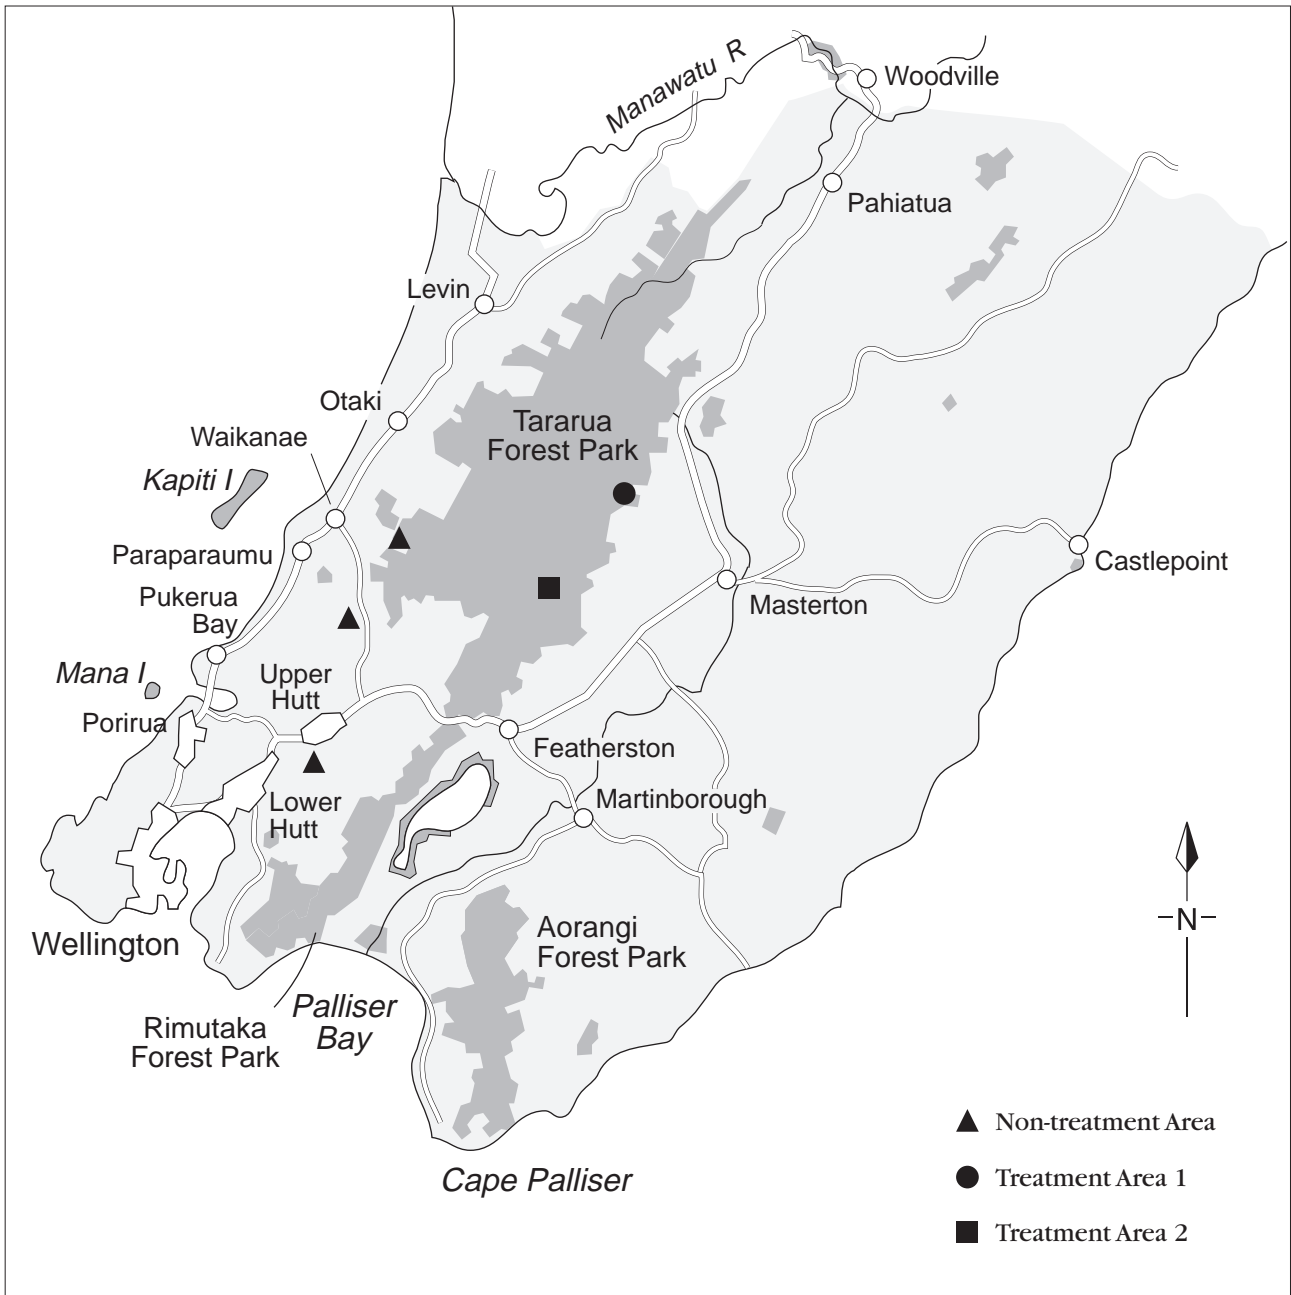 Manawatu R
Woodville
Pahiatua
Levin
Otaki
Tararua
Forest Park
Waikanae
Kapiti I
Paraparaumu
Castlepoint
Pukerua
Bay
Masterton
Mana I
Upper
Hutt
Porirua
Featherston
Lower
Hutt
Martinborough
Wellington
Aorangi
Forest Park
N
Palliser
Bay
Rimutaka
Forest Park
Non-treatment Area
Treatment Area 1
Cape Palliser
Treatment Area 2